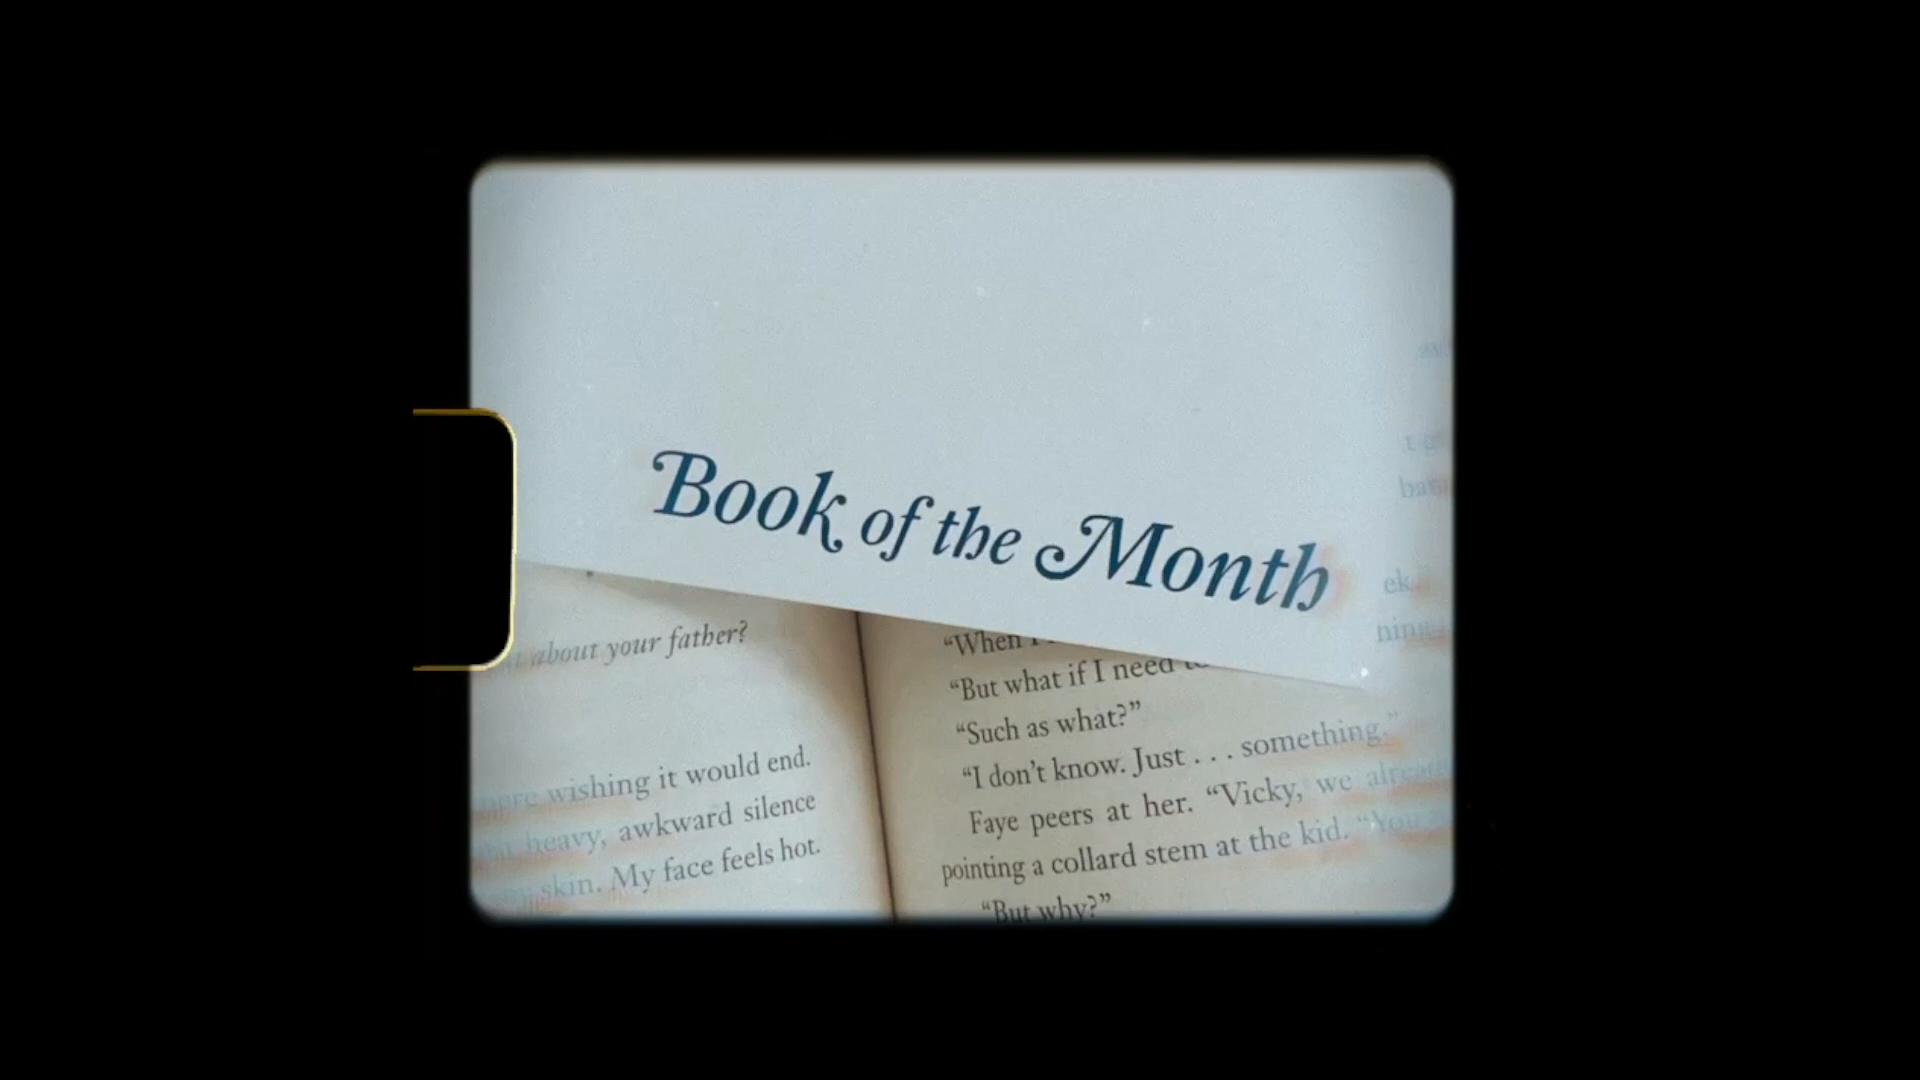 Book of the Month
about your father?
wishing it would end.
heavy, awkward silence
skin. My face feels hot.
“When
“But what if I need
“Such as what?”
“I don’t know. Just . . . something.”
Faye peers at her. “Vicky, we
pointing a collard stem at the kid. “You
“But why?”